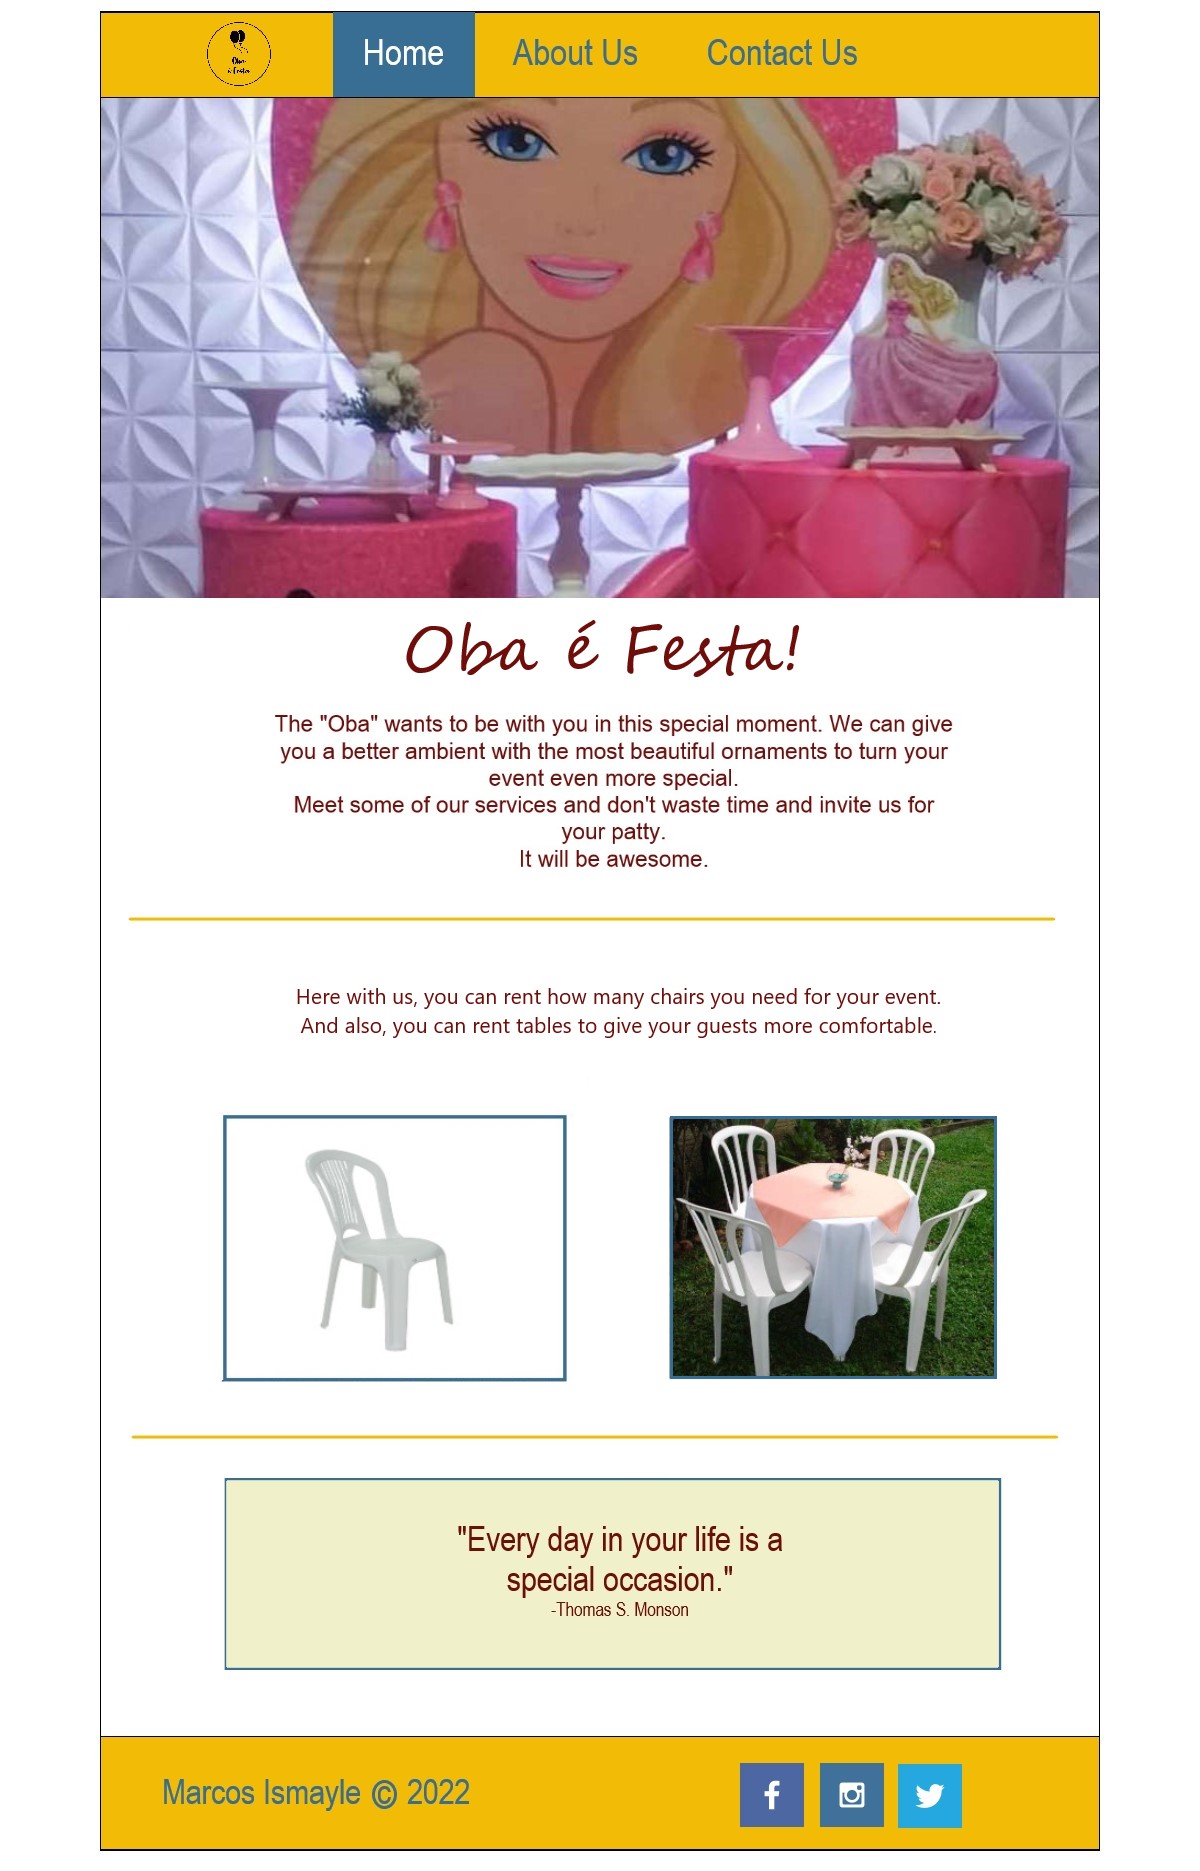 Oba
é Festa
Home About Us Contact Us
Oba é Festa!
The "Oba" wants to be with you in this special moment. We can give
you a better ambient with the most beautiful ornaments to turn your
event even more special.
Meet some of our services and don't waste time and invite us for
your patty.
It will be awesome.
Here with us, you can rent how many chairs you need for your event.
And also, you can rent tables to give your guests more comfortable.
"Every day in your life is a
special occasion."
-Thomas S. Monson
Marcos Ismayle © 2022